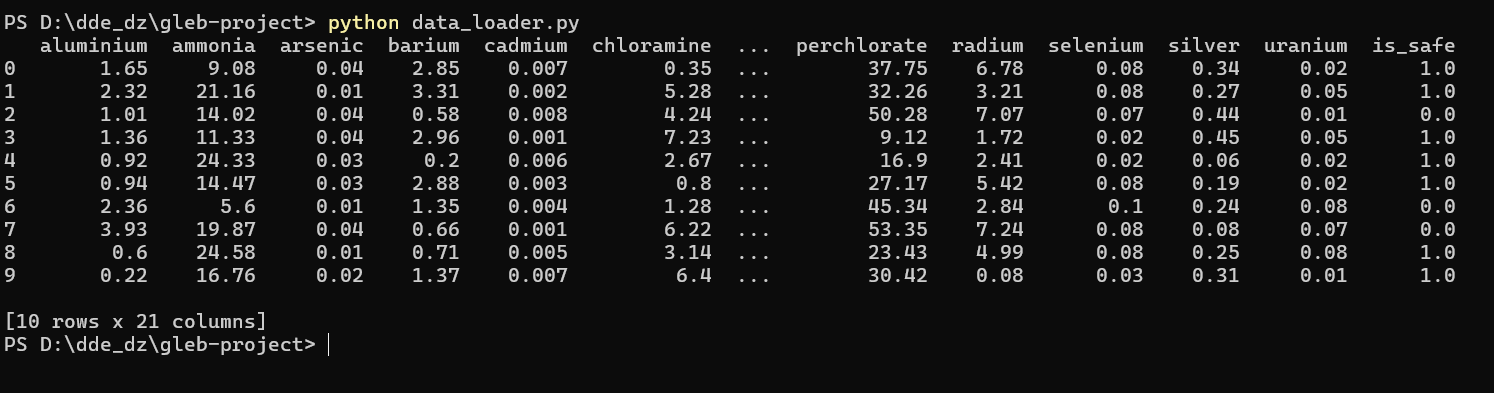 PS D:\dde_dz\gleb-project> python data_loader.py
   aluminium  ammonia  arsenic  barium  cadmium  chloramine  ...  perchlorate  radium  selenium  silver  uranium  is_safe
0       1.65     9.08     0.04    2.85    0.007        0.35  ...        37.75    6.78      0.08    0.34     0.02      1.0
1       2.32    21.16     0.01    3.31    0.002        5.28  ...        32.26    3.21      0.08    0.27     0.05      1.0
2       1.01    14.02     0.04    0.58    0.008        4.24  ...        50.28    7.07      0.07    0.44     0.01      0.0
3       1.36    11.33     0.04    2.96    0.001        7.23  ...         9.12    1.72      0.02    0.45     0.05      1.0
4       0.92    24.33     0.03     0.2    0.006        2.67  ...         16.9    2.41      0.02    0.06     0.02      1.0
5       0.94    14.47     0.03    2.88    0.003         0.8  ...        27.17    5.42      0.08    0.19     0.02      1.0
6       2.36      5.6     0.01    1.35    0.004        1.28  ...        45.34    2.84       0.1    0.24     0.08      0.0
7       3.93    19.87     0.04    0.66    0.001        6.22  ...        53.35    7.24      0.08    0.08     0.07      0.0
8        0.6    24.58     0.01    0.71    0.005        3.14  ...        23.43    4.99      0.08    0.25     0.08      1.0
9       0.22    16.76     0.02    1.37    0.007         6.4  ...        30.42    0.08      0.03    0.31     0.01      1.0
[10 rows x 21 columns]
PS D:\dde_dz\gleb-project>